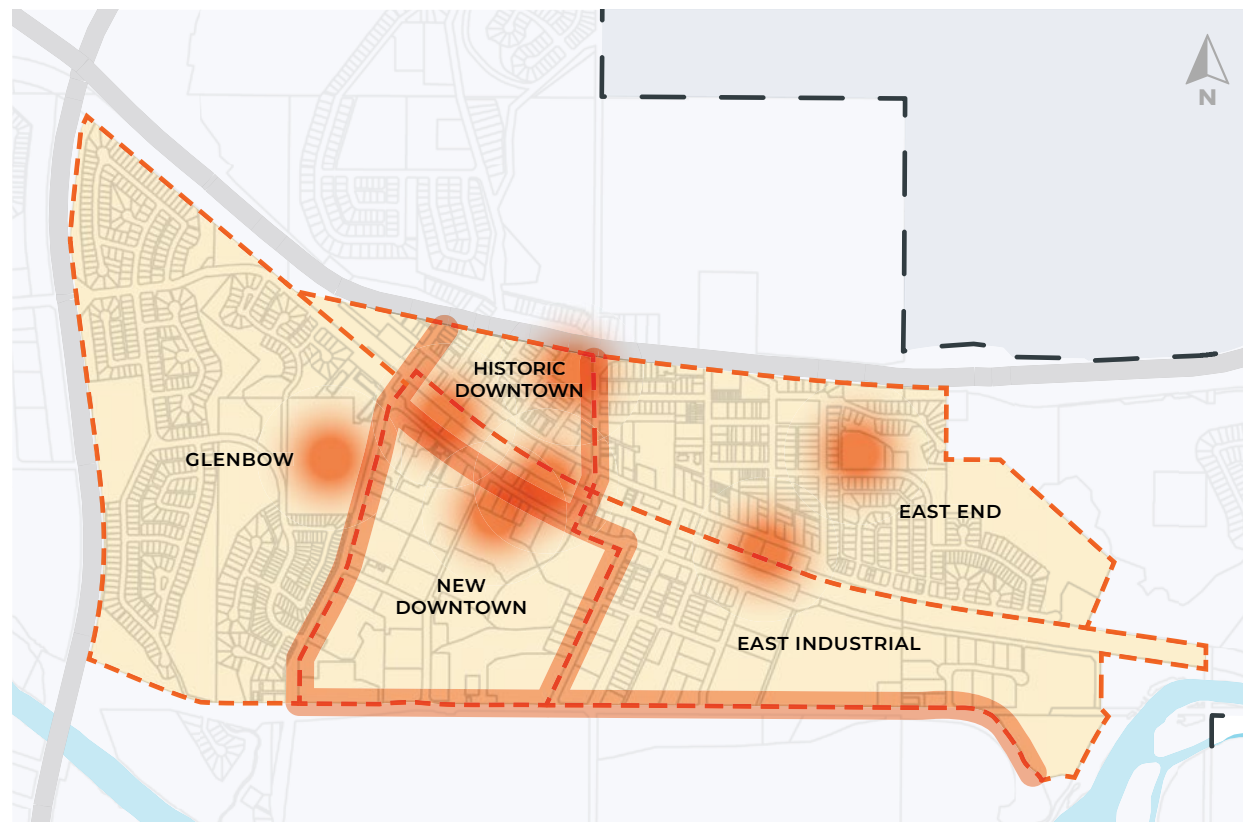 N
HISTORIC
DOWNTOWN
GLENBOW
EAST END
NEW
DOWNTOWN
EAST INDUSTRIAL